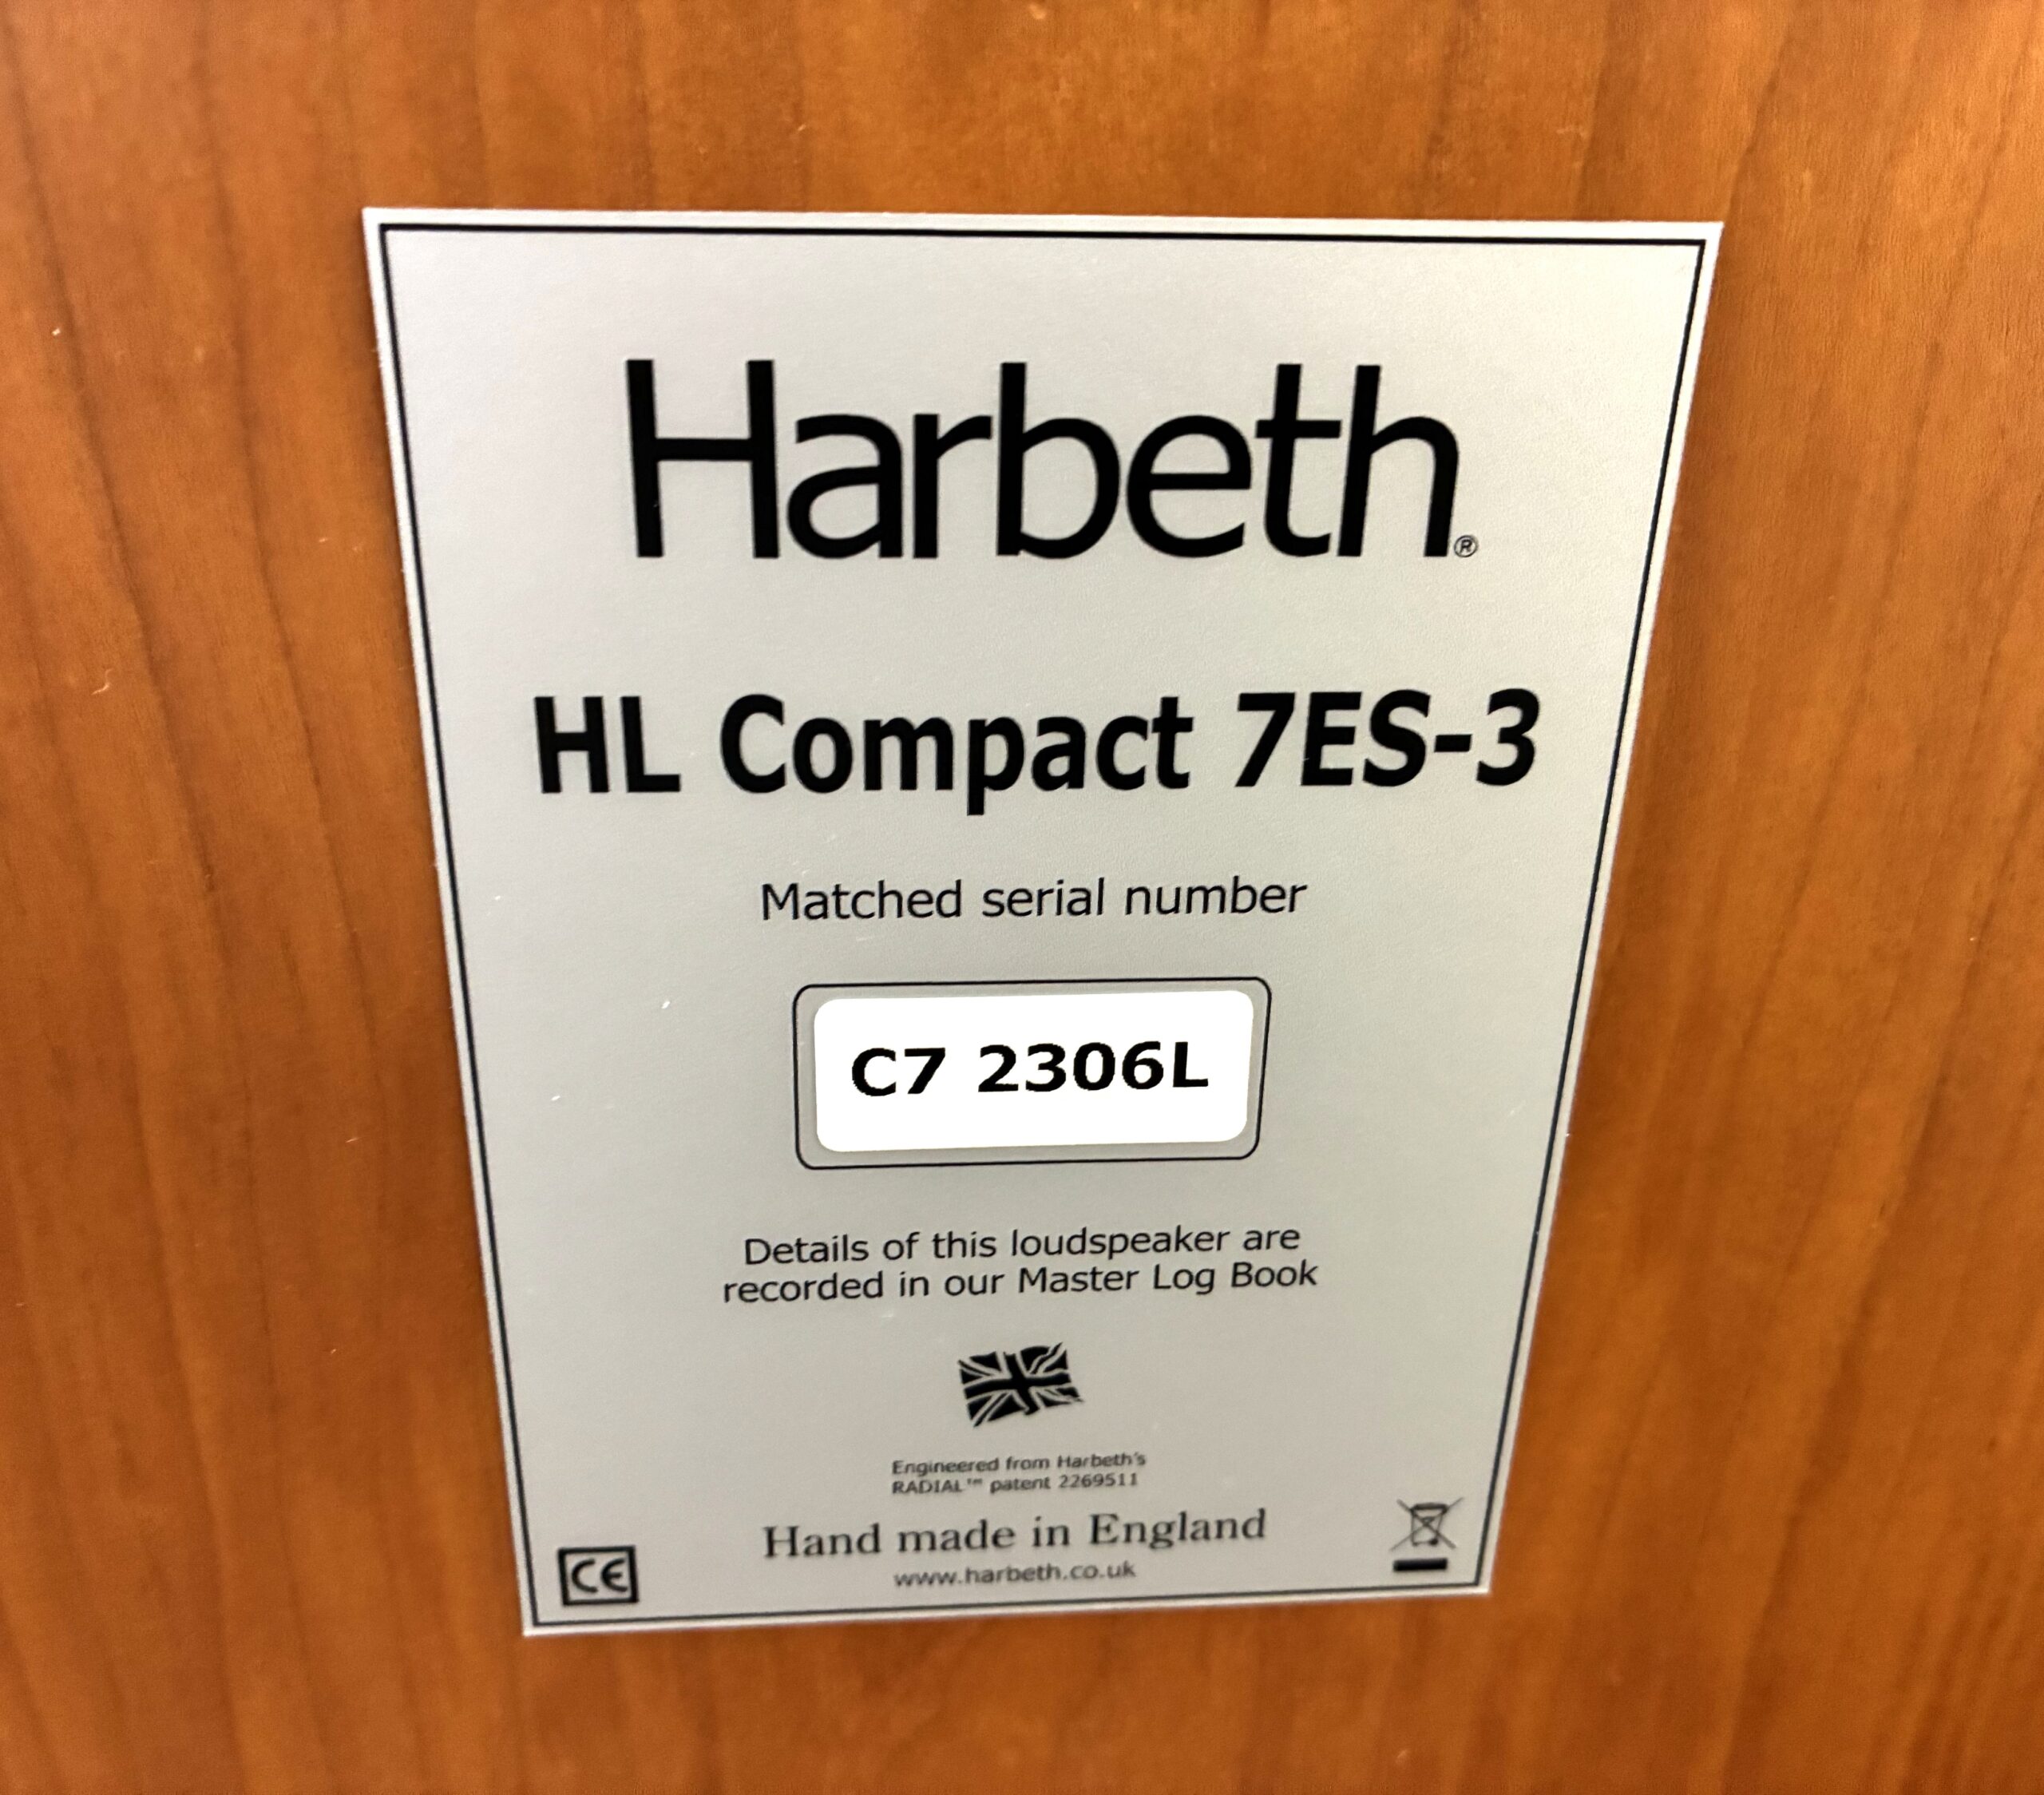 Harbeth®
HL Compact 7ES-3
Matched serial number
C7 2306L
Details of this loudspeaker are
recorded in our Master Log Book
Engineered from Harbeth's
RADIAL™ patent 2269511
Hand made in England
www.harbeth.co.uk
CE